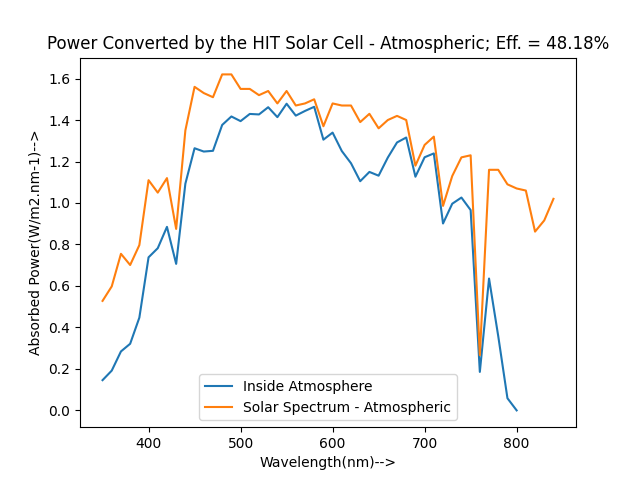 Power Converted by the HIT Solar Cell - Atmospheric; Eff. = 48.18%
Absorbed Power(W/m2.nm-1)-->
1.6
1.4
1.2
1.0
0.8
0.6
0.4
0.2
0.0
Inside Atmosphere
Solar Spectrum - Atmospheric
400 500 600 700 800
Wavelength(nm)-->